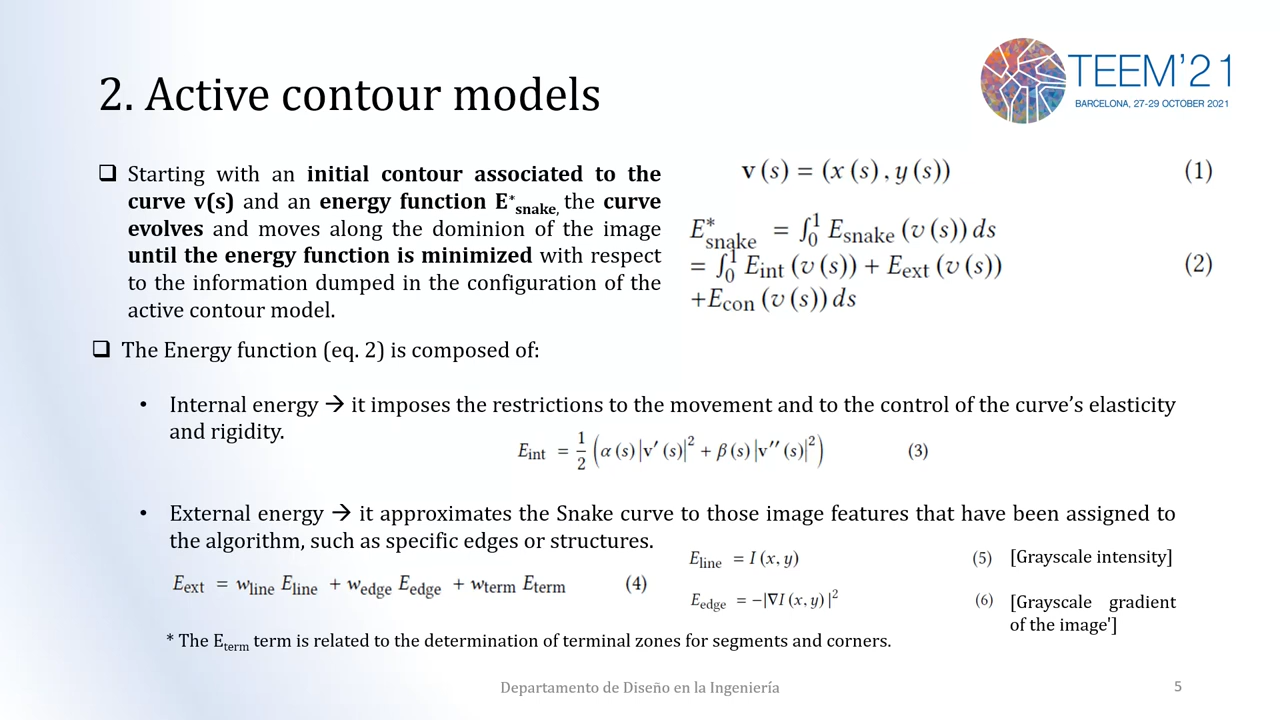 2. Active contour models
TEEM'21
BARCELONA, 27-29 OCTOBER 2021
❑ Starting with an initial contour associated to the
curve v(s) and an energy function E*snake, the curve
evolves and moves along the dominion of the image
until the energy function is minimized with respect
to the information dumped in the configuration of the
active contour model.
v (s) = (x (s) , y (s)) (1)
E*snake = ∫₀¹ Esnake (υ (s)) ds
= ∫₀¹ Eint (υ (s)) + Eext (υ (s)) (2)
+Econ (υ (s)) ds
❑ The Energy function (eq. 2) is composed of:
• Internal energy → it imposes the restrictions to the movement and to the control of the curve's elasticity
and rigidity.
Eint = 1/2 (α (s) |v′ (s)|² + β (s) |v′′ (s)|²) (3)
• External energy → it approximates the Snake curve to those image features that have been assigned to
the algorithm, such as specific edges or structures.
Eext = wline Eline + wedge Eedge + wterm Eterm (4)
Eline = I (x, y) (5) [Grayscale intensity]
Eedge = −|∇I (x, y) |² (6) [Grayscale gradient
of the image']
* The Eterm term is related to the determination of terminal zones for segments and corners.
Departamento de Diseño en la Ingeniería
5